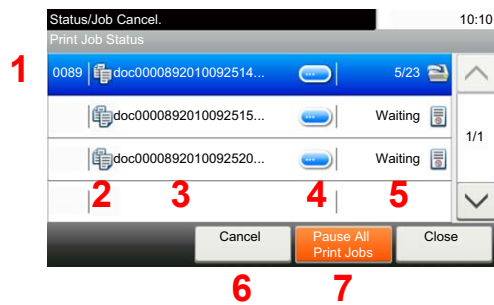 Status/Job Cancel. 10:10
Print Job Status
1 0089 doc0000892010092514... 5/23
doc0000892010092515... Waiting
1/1
doc0000892010092520... Waiting
2 3 4 5
Cancel Pause All Print Jobs Close
6 7